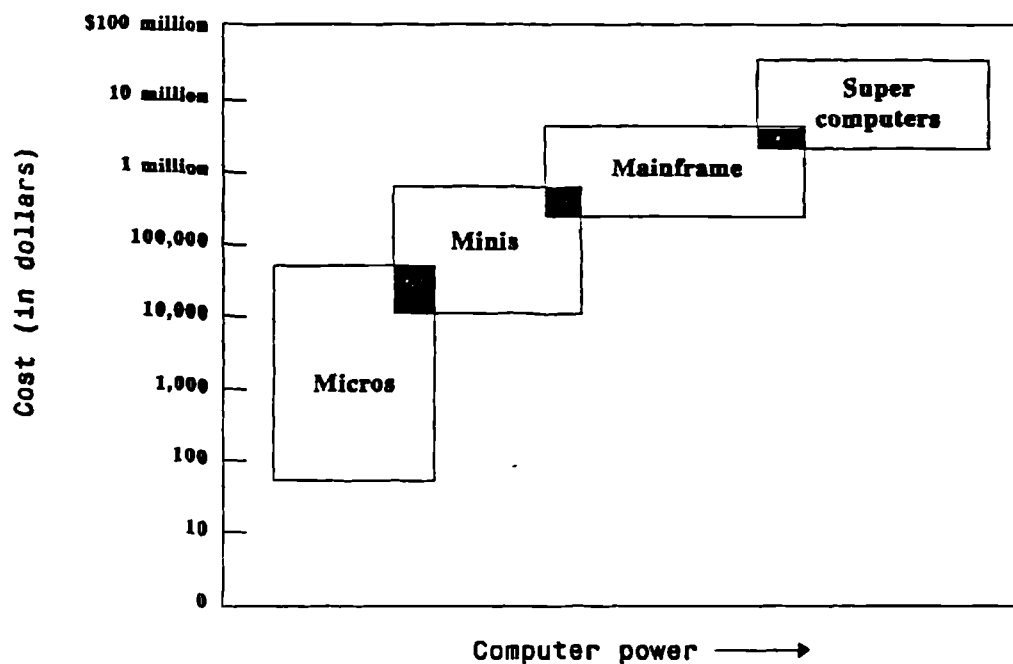 $100 million
10 million
1 million
100,000
10,000
1,000
100
10
0
Cost (in dollars)
Super
computers
Mainframe
Minis
Micros
Computer power